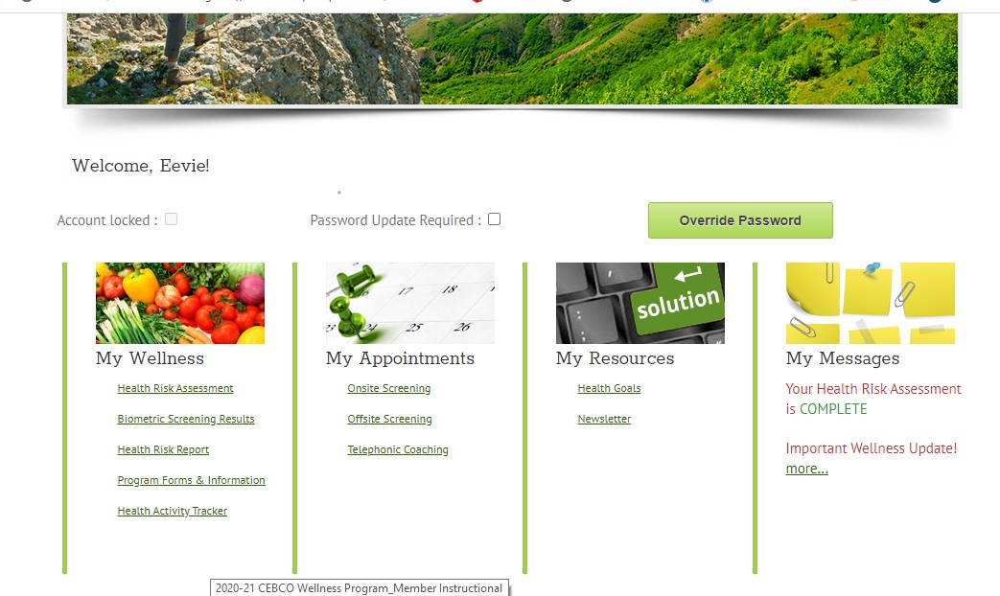 Welcome, Eevie!
Account locked :
Password Update Required :
Override Password
17
18
23
24
25
26
solution
My Wellness
Health Risk Assessment
Biometric Screening Results
Health Risk Report
Program Forms & Information
Health Activity Tracker
My Appointments
Onsite Screening
Offsite Screening
Telephonic Coaching
My Resources
Health Goals
Newsletter
My Messages
Your Health Risk Assessment
is COMPLETE
Important Wellness Update!
more...
2020-21 CEBCO Wellness Program_Member Instructional